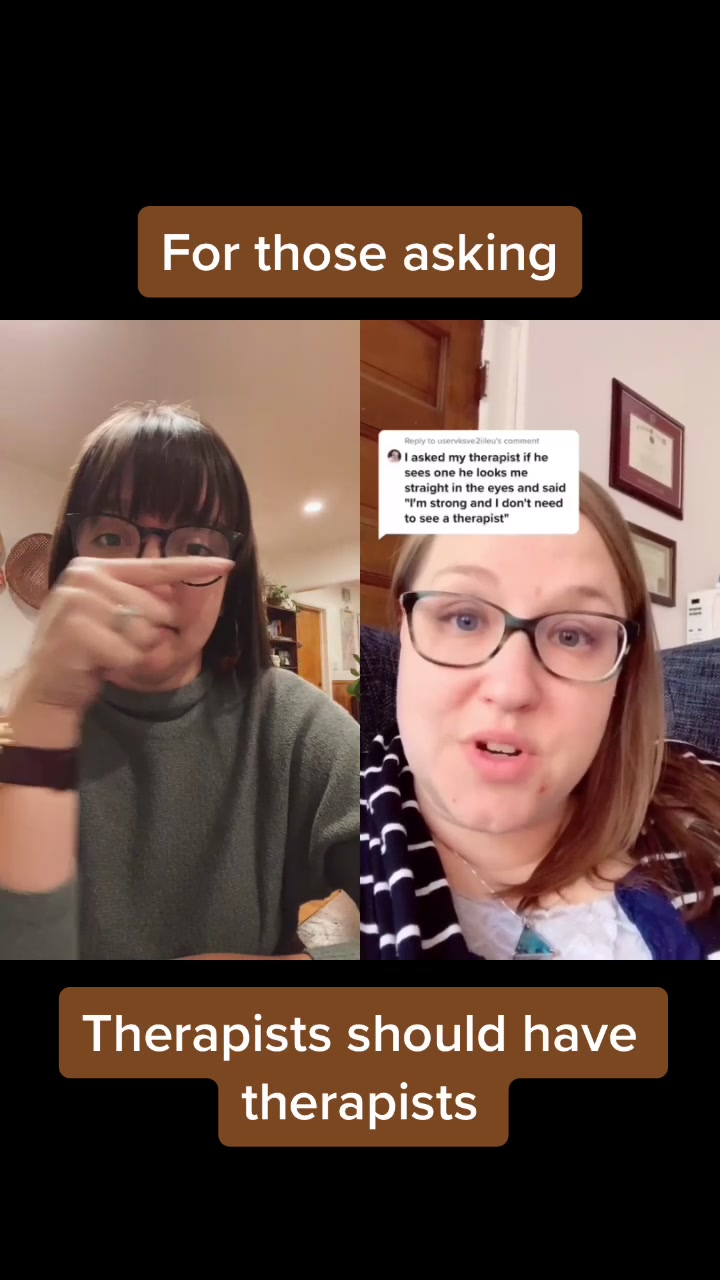 For those asking
Reply to uservksve2iileu's comment
I asked my therapist if he
sees one he looks me
straight in the eyes and said
"I'm strong and I don't need
to see a therapist"
Therapists should have
therapists